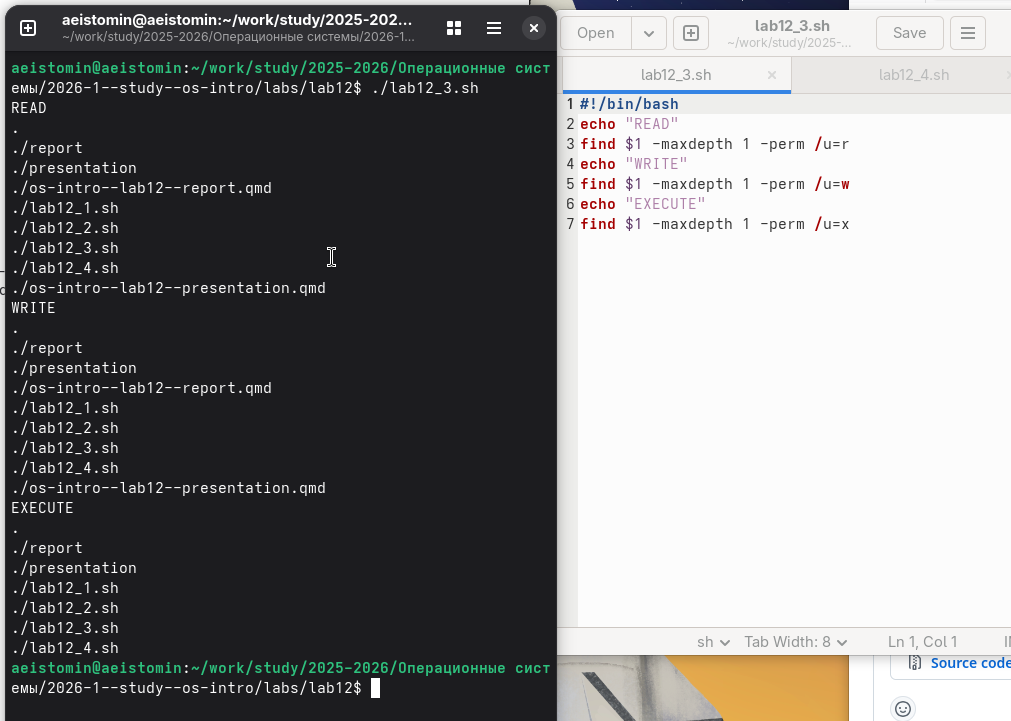 aeistomin@aeistomin:~/work/study/2025-202...
~/work/study/2025-2026/Операционные системы/2026-1...
aeistomin@aeistomin:~/work/study/2025-2026/Операционные сист
емы/2026-1--study--os-intro/labs/lab12$ ./lab12_3.sh
READ
.
./report
./presentation
./os-intro--lab12--report.qmd
./lab12_1.sh
./lab12_2.sh
./lab12_3.sh
./lab12_4.sh
./os-intro--lab12--presentation.qmd
WRITE
.
./report
./presentation
./os-intro--lab12--report.qmd
./lab12_1.sh
./lab12_2.sh
./lab12_3.sh
./lab12_4.sh
./os-intro--lab12--presentation.qmd
EXECUTE
.
./report
./presentation
./lab12_1.sh
./lab12_2.sh
./lab12_3.sh
./lab12_4.sh
aeistomin@aeistomin:~/work/study/2025-2026/Операционные сист
емы/2026-1--study--os-intro/labs/lab12$
Open
lab12_3.sh
~/work/study/2025-...
Save
lab12_3.sh
lab12_4.sh
1 #!/bin/bash
2 echo "READ"
3 find $1 -maxdepth 1 -perm /u=r
4 echo "WRITE"
5 find $1 -maxdepth 1 -perm /u=w
6 echo "EXECUTE"
7 find $1 -maxdepth 1 -perm /u=x
sh Tab Width: 8 Ln 1, Col 1
Source code